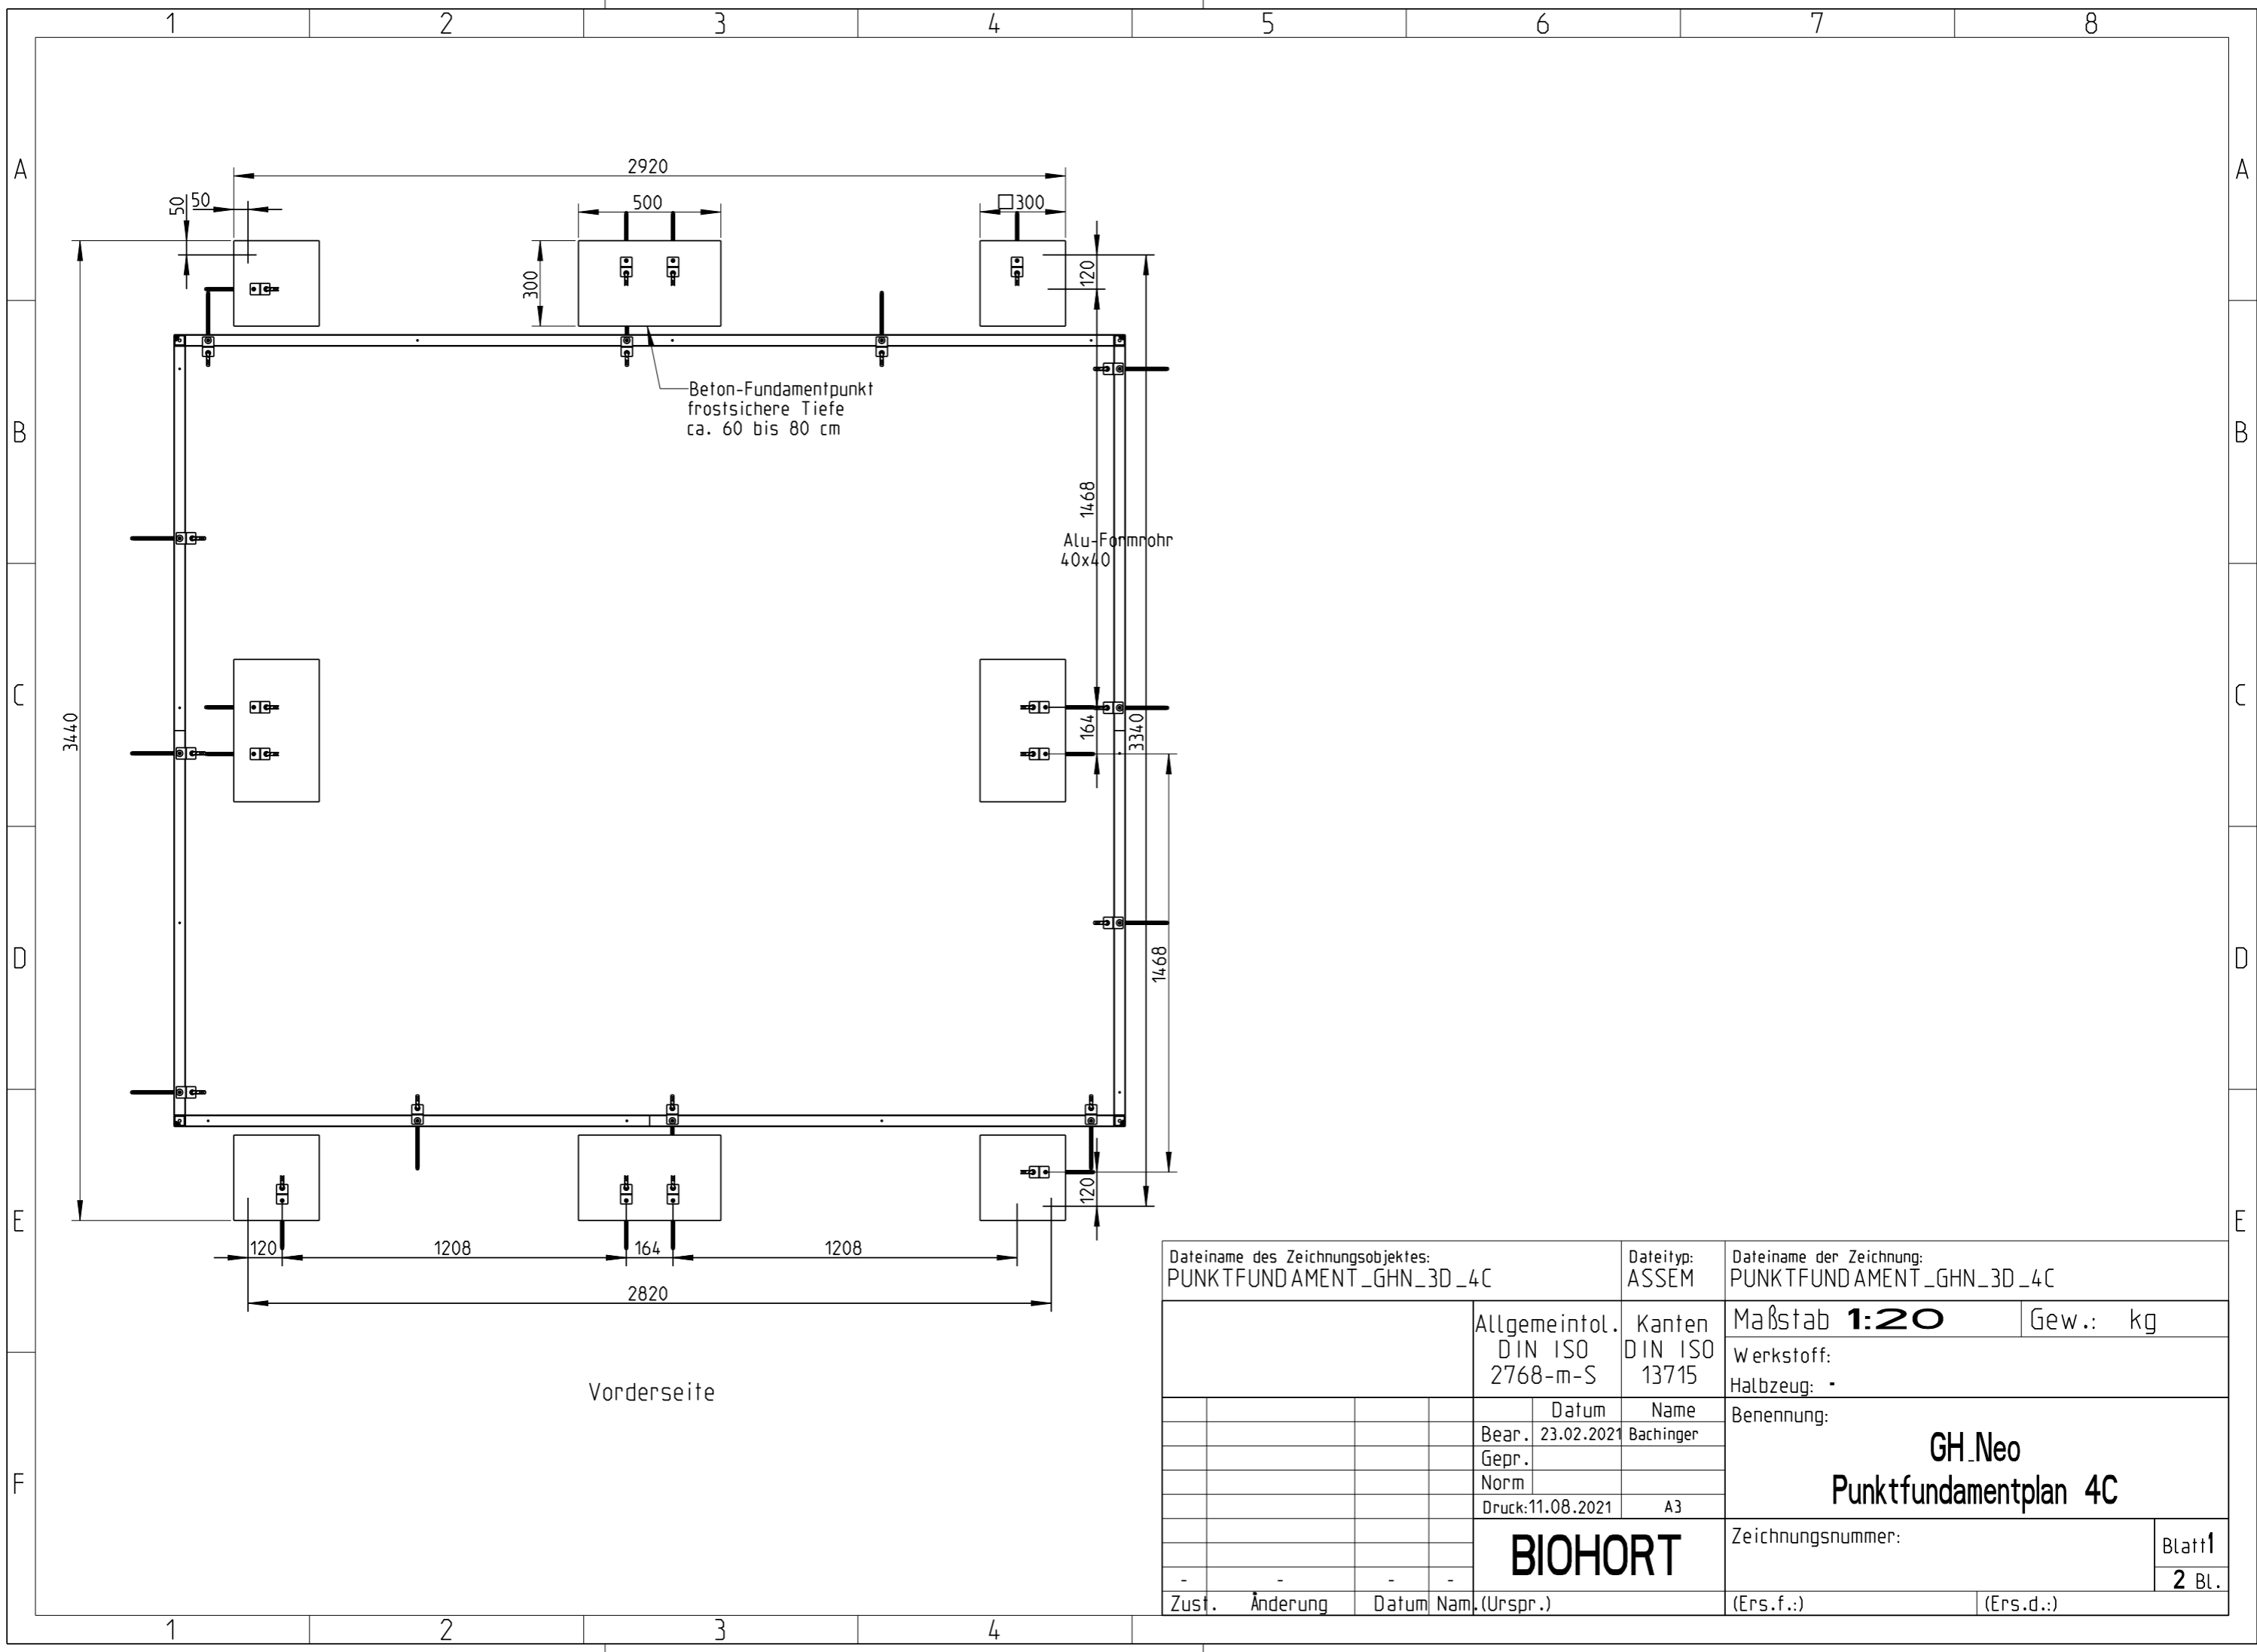 1 2 3 4 5 6 7 8
A A
2920
50 50 500 □300
300
120
B B
Beton-Fundamentpunkt
frostsichere Tiefe
ca. 60 bis 80 cm
1468
Alu-Formrohr
40x40
C C
3440
164
3340
D D
1468
E E
120
120 1208 164 1208
2820
Vorderseite
F
Dateiname des Zeichnungsobjektes: Dateityp: Dateiname der Zeichnung:
PUNKTFUNDAMENT_GHN_3D_4C ASSEM PUNKTFUNDAMENT_GHN_3D_4C
Allgemeintol. Kanten Maßstab 1:20 Gew.: kg
DIN ISO DIN ISO
2768-m-S 13715
Werkstoff:
Halbzeug: -
Datum Name Benennung:
Bear. 23.02.2021 Bachinger
Gepr.
Norm
Druck:11.08.2021 A3
GH_Neo
Punktfundamentplan 4C
BIOHORT
Zeichnungsnummer:
Blatt1
2 Bl.
- - - -
Zust. Änderung Datum Nam. (Urspr.) (Ers.f.:) (Ers.d.:)
1 2 3 4